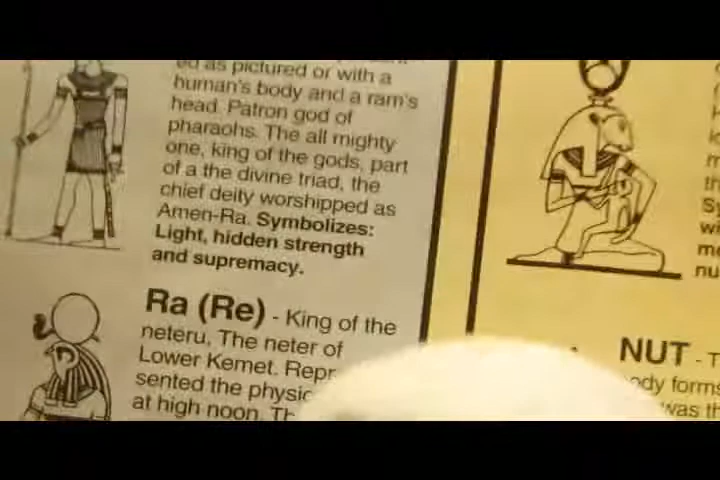 ed as pictured or with a
human's body and a ram's
head. Patron god of
pharaohs. The all mighty
one, king of the gods, part
of a the divine triad, the
chief deity worshipped as
Amen-Ra. Symbolizes:
Light, hidden strength
and supremacy.
Ra (Re) - King of the
neteru, The neter of
Lower Kemet. Repr
sented the physic
at high noon. Th
NUT - T
ody forms
was th